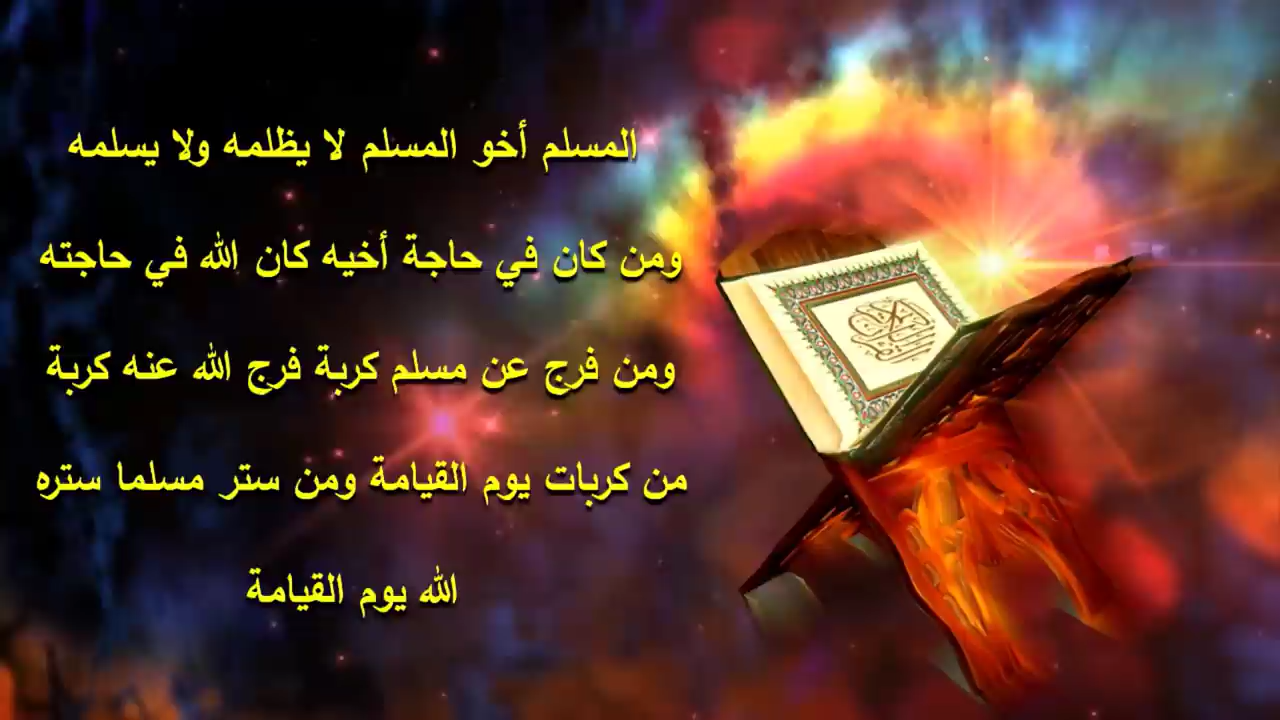 المسلم أخو المسلم لا يظلمه ولا يسلمه
ومن كان في حاجة أخيه كان الله في حاجته
ومن فرج عن مسلم كربة فرج الله عنه كربة
من كربات يوم القيامة ومن ستر مسلما ستره
الله يوم القيامة